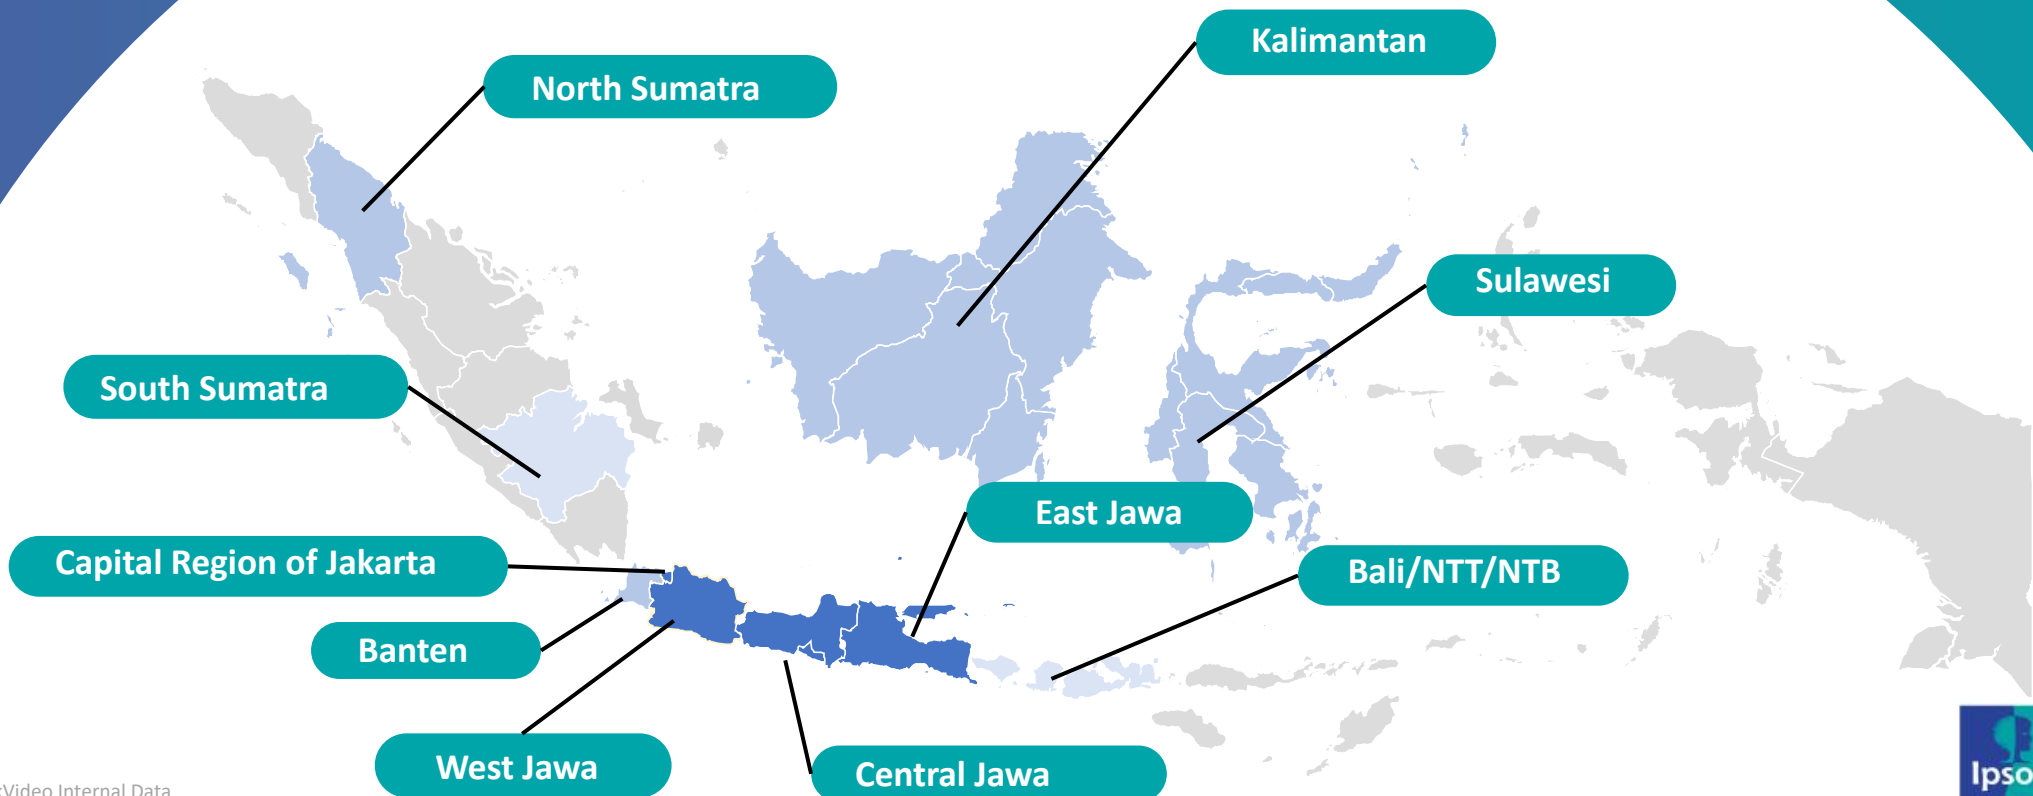 Kalimantan
North Sumatra
Sulawesi
South Sumatra
East Jawa
Capital Region of Jakarta
Bali/NTT/NTB
Banten
West Jawa
Central Jawa
Video Internal Data
Ipso